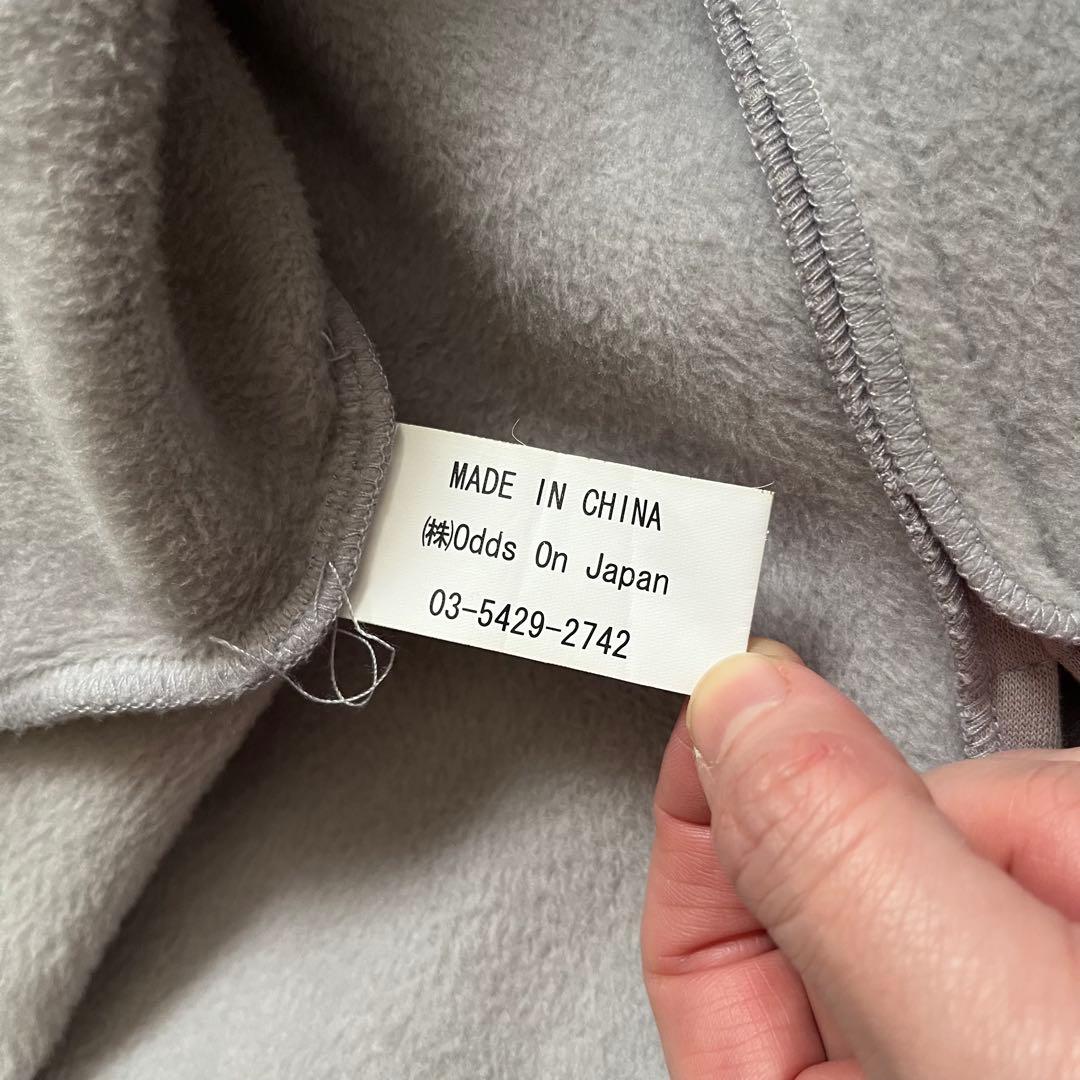 MADE IN CHINA
㈱Odds On Japan
03-5429-2742